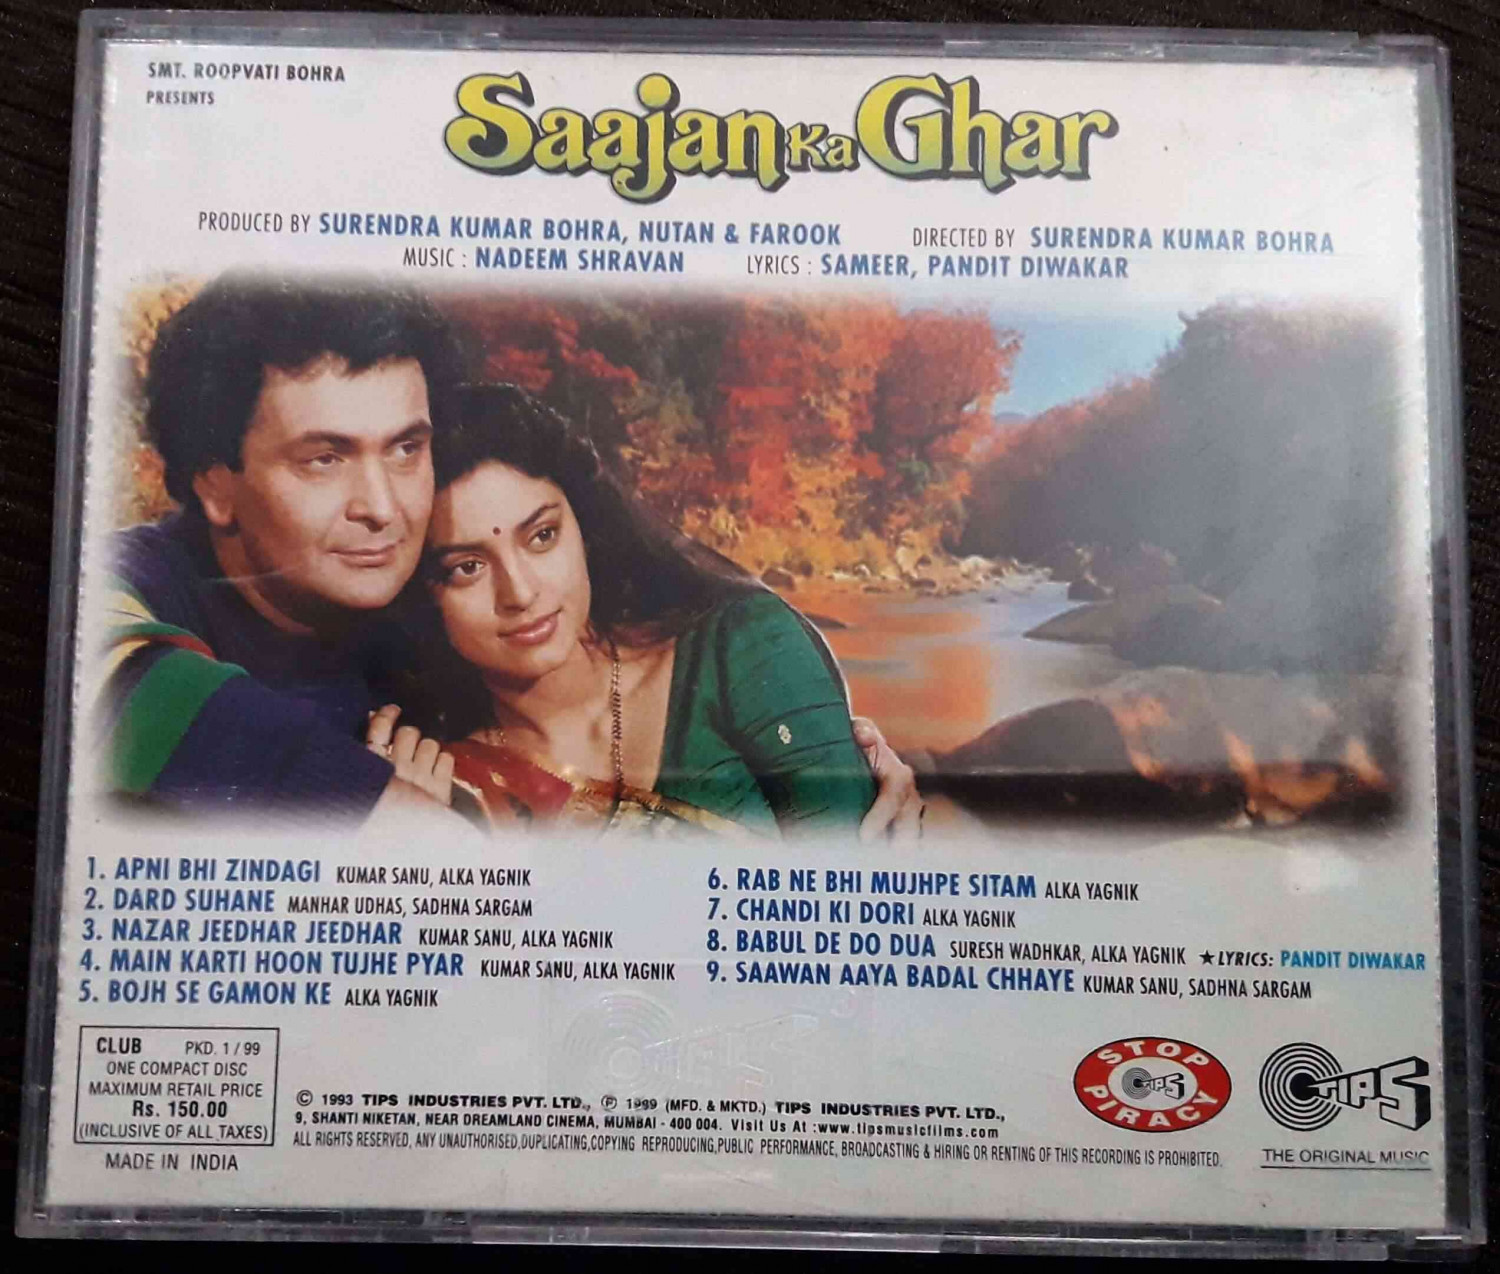 SMT. ROOPVATI BOHRA
PRESENTS
Saajan Ka Ghar
PRODUCED BY SURENDRA KUMAR BOHRA, NUTAN & FAROOK
DIRECTED BY SURENDRA KUMAR BOHRA
MUSIC : NADEEM SHRAVAN
LYRICS : SAMEER, PANDIT DIWAKAR
1. APNI BHI ZINDAGI KUMAR SANU, ALKA YAGNIK
2. DARD SUHANE MANHAR UDHAS, SADHNA SARGAM
3. NAZAR JEEDHAR JEEDHAR KUMAR SANU, ALKA YAGNIK
4. MAIN KARTI HOON TUJHE PYAR KUMAR SANU, ALKA YAGNIK
5. BOJH SE GAMON KE ALKA YAGNIK
6. RAB NE BHI MUJHPE SITAM ALKA YAGNIK
7. CHANDI KI DORI ALKA YAGNIK
8. BABUL DE DO DUA SURESH WADHKAR, ALKA YAGNIK ★LYRICS: PANDIT DIWAKAR
9. SAAWAN AAYA BADAL CHHAYE KUMAR SANU, SADHNA SARGAM
CLUB PKD. 1/99
ONE COMPACT DISC
MAXIMUM RETAIL PRICE
Rs. 150.00
(INCLUSIVE OF ALL TAXES)
MADE IN INDIA
© 1993 TIPS INDUSTRIES PVT. LTD., ℗ 1999 (MFD. & MKTD.) TIPS INDUSTRIES PVT. LTD.,
9, SHANTI NIKETAN, NEAR DREAMLAND CINEMA, MUMBAI - 400 004. Visit Us At :www.tipsmusicfilms.com
ALL RIGHTS RESERVED, ANY UNAUTHORISED,DUPLICATING,COPYING REPRODUCING,PUBLIC PERFORMANCE, BROADCASTING & HIRING OR RENTING OF THIS RECORDING IS PROHIBITED.
STOP
TIPS
PIRACY
TIPS
THE ORIGINAL MUSIC